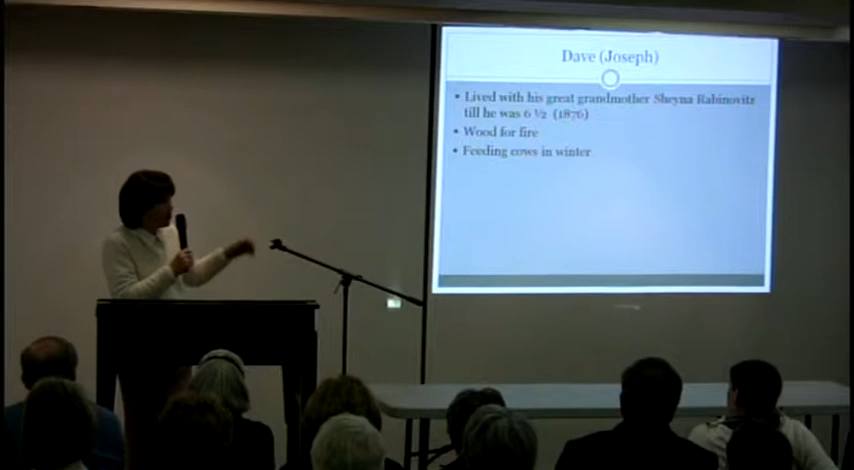 Dave (Joseph)
• Lived with his great grandmother Sheyna Rabinovitz
till he was 6 ½ (1876)
• Wood for fire
• Feeding cows in winter